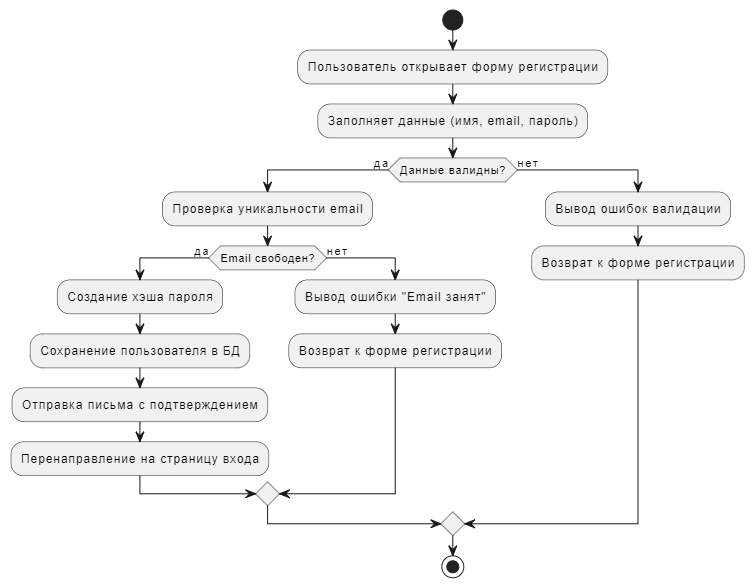 Пользователь открывает форму регистрации
Заполняет данные (имя, email, пароль)
да
Данные валидны?
нет
Проверка уникальности email
Вывод ошибок валидации
да
Email свободен?
нет
Возврат к форме регистрации
Создание хэша пароля
Вывод ошибки "Email занят"
Сохранение пользователя в БД
Возврат к форме регистрации
Отправка письма с подтверждением
Перенаправление на страницу входа